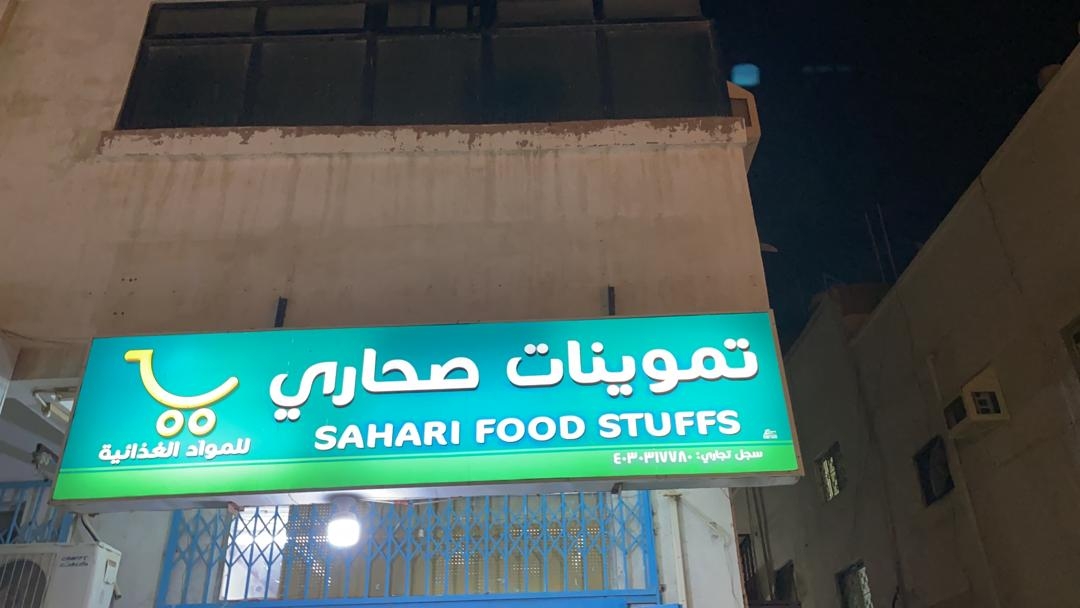 تموينات صحاري
SAHARI FOOD STUFFS
للمواد الغذائية
سجل تجاري: ٤٠٣٠٣١٧٧٨٠